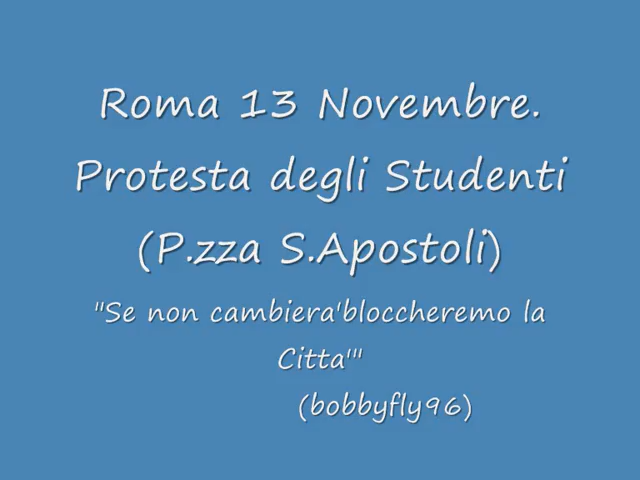 Roma 13 Novembre.
Protesta degli Studenti
(P.zza S.Apostoli)
"Se non cambiera'bloccheremo la
Citta'"
(bobbyfly96)